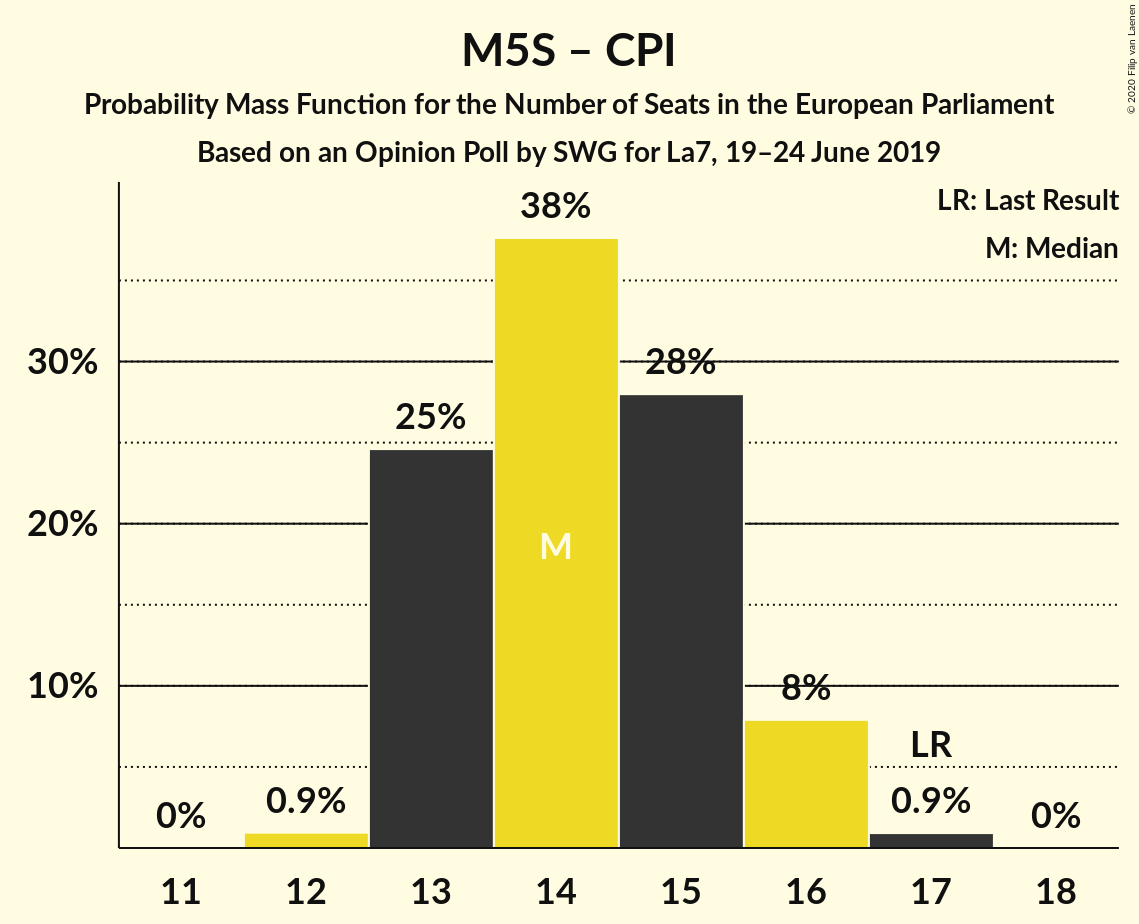 M5S – CPI
Probability Mass Function for the Number of Seats in the European Parliament
Based on an Opinion Poll by SWG for La7, 19–24 June 2019
© 2020 Filip van Laenen
LR: Last Result
M: Median
38%
30%
28%
25%
20%
M
10%
8%
LR
0%
0.9%
0.9%
0%
11 12 13 14 15 16 17 18